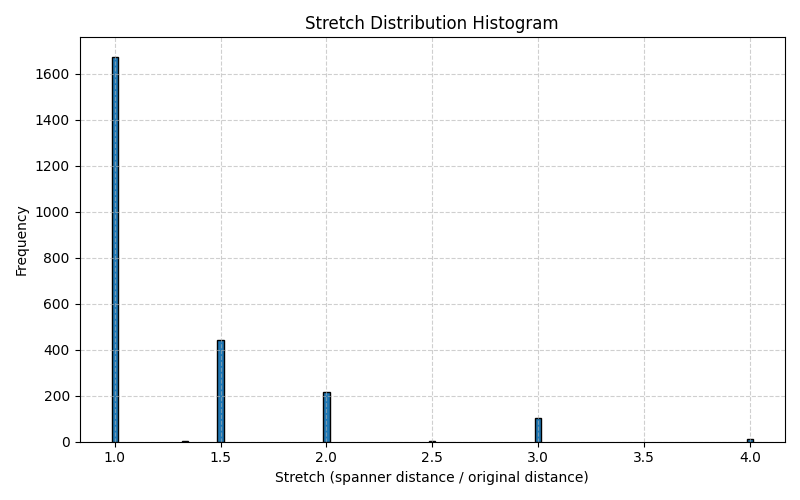 Stretch Distribution Histogram
Frequency
1600
1400
1200
1000
800
600
400
200
0
1.0 1.5 2.0 2.5 3.0 3.5 4.0
Stretch (spanner distance / original distance)